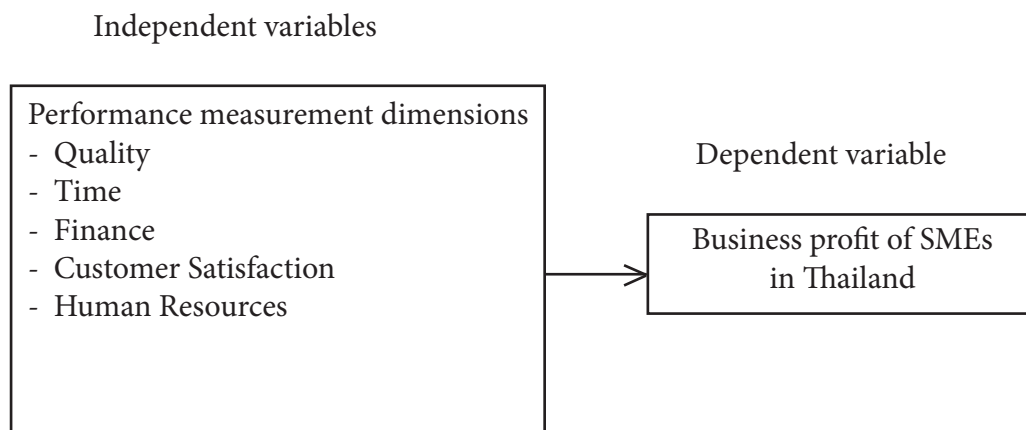 Independent variables
Performance measurement dimensions
- Quality
- Time
- Finance
- Customer Satisfaction
- Human Resources
Dependent variable
Business profit of SMEs
in Thailand